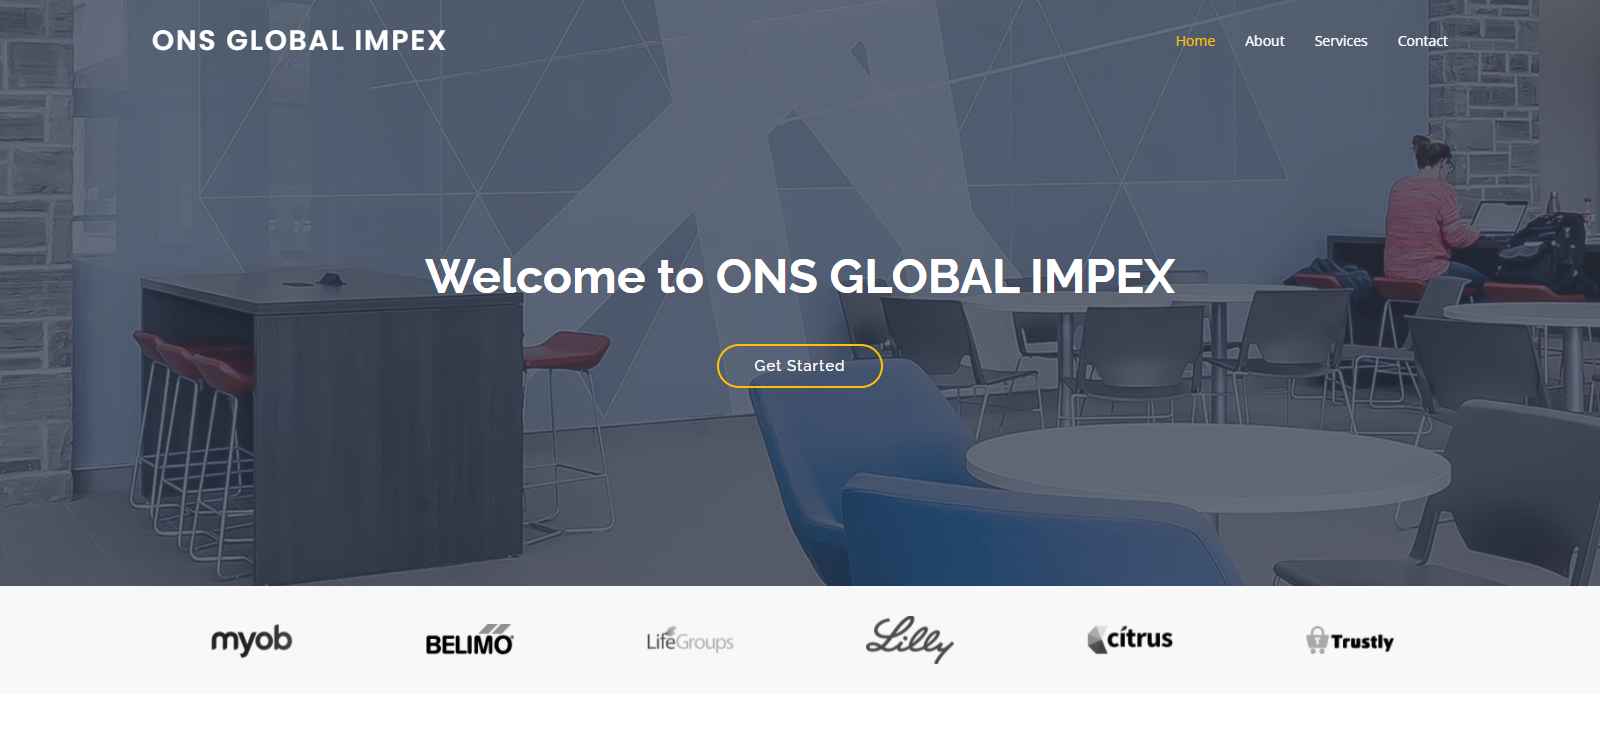 ONS GLOBAL IMPEX
Home About Services Contact
Welcome to ONS GLOBAL IMPEX
Get Started
myob
BELIMO
LifeGroups
Lilly
citrus
T Trustly